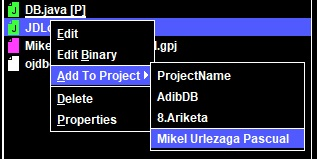 DB.java [P]
JDLo
Edit
Mike
l.gpj
Edit Binary
ojdb
Add To Project
ProjectName
AdibDB
Delete
8.Ariketa
Properties
Mikel Urlezaga Pascual